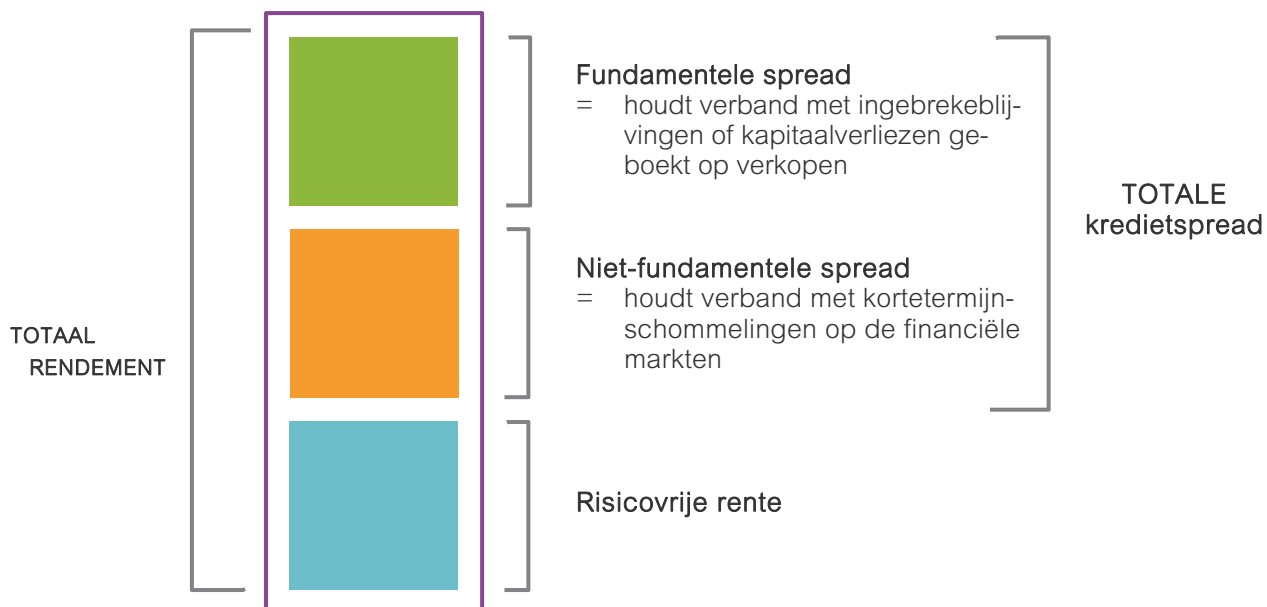 TOTAAL
RENDEMENT
Fundamentele spread
= houdt verband met ingebrekeblij-
vingen of kapitaalverliezen ge-
boekt op verkopen
Niet-fundamentele spread
= houdt verband met kortetermijn-
schommelingen op de financiële
markten
Risicovrije rente
TOTALE
kredietspread